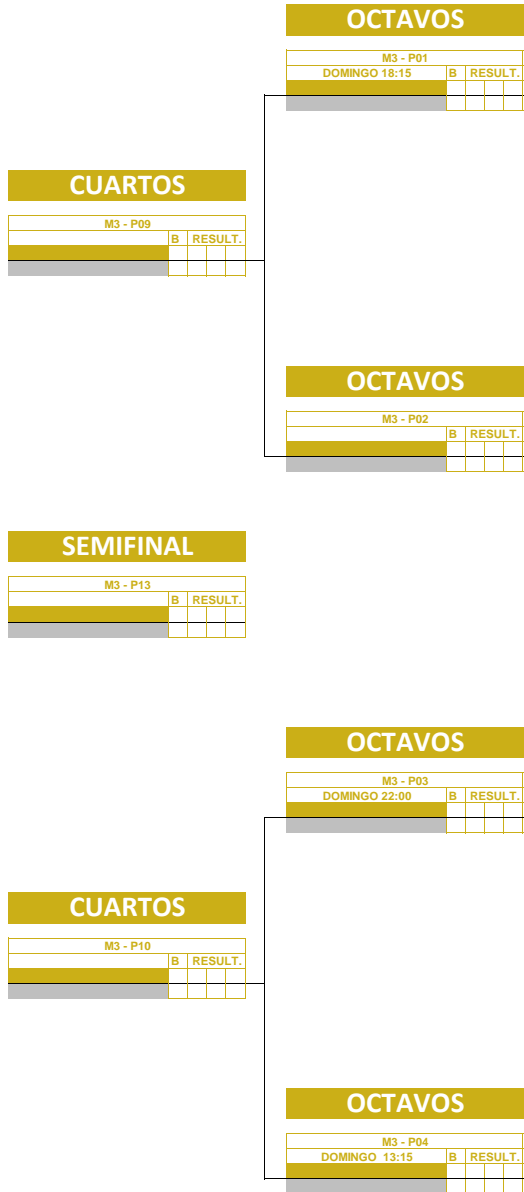 OCTAVOS
M3 - P01
DOMINGO 18:15 B RESULT.
CUARTOS
M3 - P09
B RESULT.
OCTAVOS
M3 - P02
B RESULT.
SEMIFINAL
M3 - P13
B RESULT.
OCTAVOS
M3 - P03
DOMINGO 22:00 B RESULT.
CUARTOS
M3 - P10
B RESULT.
OCTAVOS
M3 - P04
DOMINGO 13:15 B RESULT.